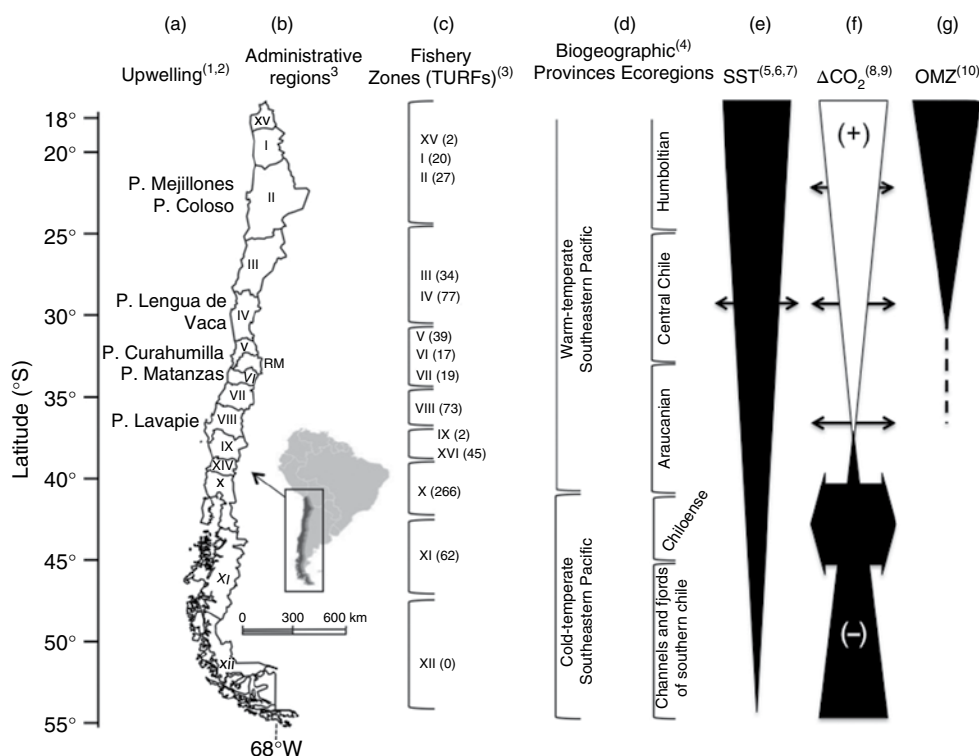 (a) (b) (c) (d) (e) (f) (g)
Upwelling(1,2)
Administrative
regions3
Fishery
Zones (TURFs)(3)
Biogeographic(4)
Provinces Ecoregions
SST(5,6,7)
ΔCO2(8,9)
OMZ(10)
Latitude (°S)
18°
20°
25°
30°
35°
40°
45°
50°
55°
P. Mejillones
P. Coloso
P. Lengua de
Vaca
P. Curahumilla
P. Matanzas
P. Lavapie
XV
I
II
III
IV
V
RM
VI
VII
VIII
IX
XIV
X
XI
xii
0 300 600 km
68°W
XV (2)
I (20)
II (27)
III (34)
IV (77)
V (39)
VI (17)
VII (19)
VIII (73)
IX (2)
XVI (45)
X (266)
XI (62)
XII (0)
Warm-temperate
Southeastern Pacific
Cold-temperate
Southeastern Pacific
Humboltian
Central Chile
Araucanian
Chiloense
Channels and fjords
of southern chile
(+)
(−)